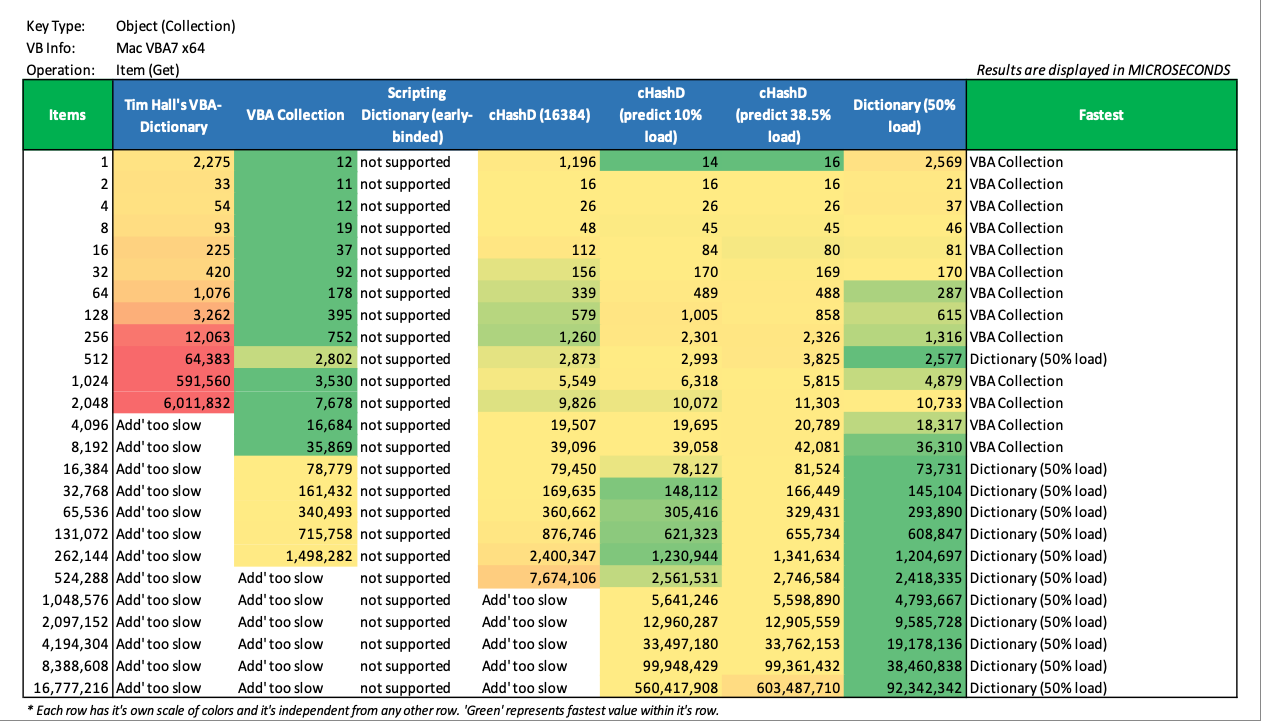 Key Type: Object (Collection)
VB Info: Mac VBA7 x64
Operation: Item (Get) Results are displayed in MICROSECONDS
Items Tim Hall's VBA-Dictionary VBA Collection Scripting Dictionary (early-binded) cHashD (16384) cHashD (predict 10% load) cHashD (predict 38.5% load) Dictionary (50% load) Fastest
1 2,275 12 not supported 1,196 14 16 2,569 VBA Collection
2 33 11 not supported 16 16 16 21 VBA Collection
4 54 12 not supported 26 26 26 37 VBA Collection
8 93 19 not supported 48 45 45 46 VBA Collection
16 225 37 not supported 112 84 80 81 VBA Collection
32 420 92 not supported 156 170 169 170 VBA Collection
64 1,076 178 not supported 339 489 488 287 VBA Collection
128 3,262 395 not supported 579 1,005 858 615 VBA Collection
256 12,063 752 not supported 1,260 2,301 2,326 1,316 VBA Collection
512 64,383 2,802 not supported 2,873 2,993 3,825 2,577 Dictionary (50% load)
1,024 591,560 3,530 not supported 5,549 6,318 5,815 4,879 VBA Collection
2,048 6,011,832 7,678 not supported 9,826 10,072 11,303 10,733 VBA Collection
4,096 Add' too slow 16,684 not supported 19,507 19,695 20,789 18,317 VBA Collection
8,192 Add' too slow 35,869 not supported 39,096 39,058 42,081 36,310 VBA Collection
16,384 Add' too slow 78,779 not supported 79,450 78,127 81,524 73,731 Dictionary (50% load)
32,768 Add' too slow 161,432 not supported 169,635 148,112 166,449 145,104 Dictionary (50% load)
65,536 Add' too slow 340,493 not supported 360,662 305,416 329,431 293,890 Dictionary (50% load)
131,072 Add' too slow 715,758 not supported 876,746 621,323 655,734 608,847 Dictionary (50% load)
262,144 Add' too slow 1,498,282 not supported 2,400,347 1,230,944 1,341,634 1,204,697 Dictionary (50% load)
524,288 Add' too slow Add' too slow not supported 7,674,106 2,561,531 2,746,584 2,418,335 Dictionary (50% load)
1,048,576 Add' too slow Add' too slow not supported Add' too slow 5,641,246 5,598,890 4,793,667 Dictionary (50% load)
2,097,152 Add' too slow Add' too slow not supported Add' too slow 12,960,287 12,905,559 9,585,728 Dictionary (50% load)
4,194,304 Add' too slow Add' too slow not supported Add' too slow 33,497,180 33,762,153 19,178,136 Dictionary (50% load)
8,388,608 Add' too slow Add' too slow not supported Add' too slow 99,948,429 99,361,432 38,460,838 Dictionary (50% load)
16,777,216 Add' too slow Add' too slow not supported Add' too slow 560,417,908 603,487,710 92,342,342 Dictionary (50% load)
* Each row has it's own scale of colors and it's independent from any other row. 'Green' represents fastest value within it's row.